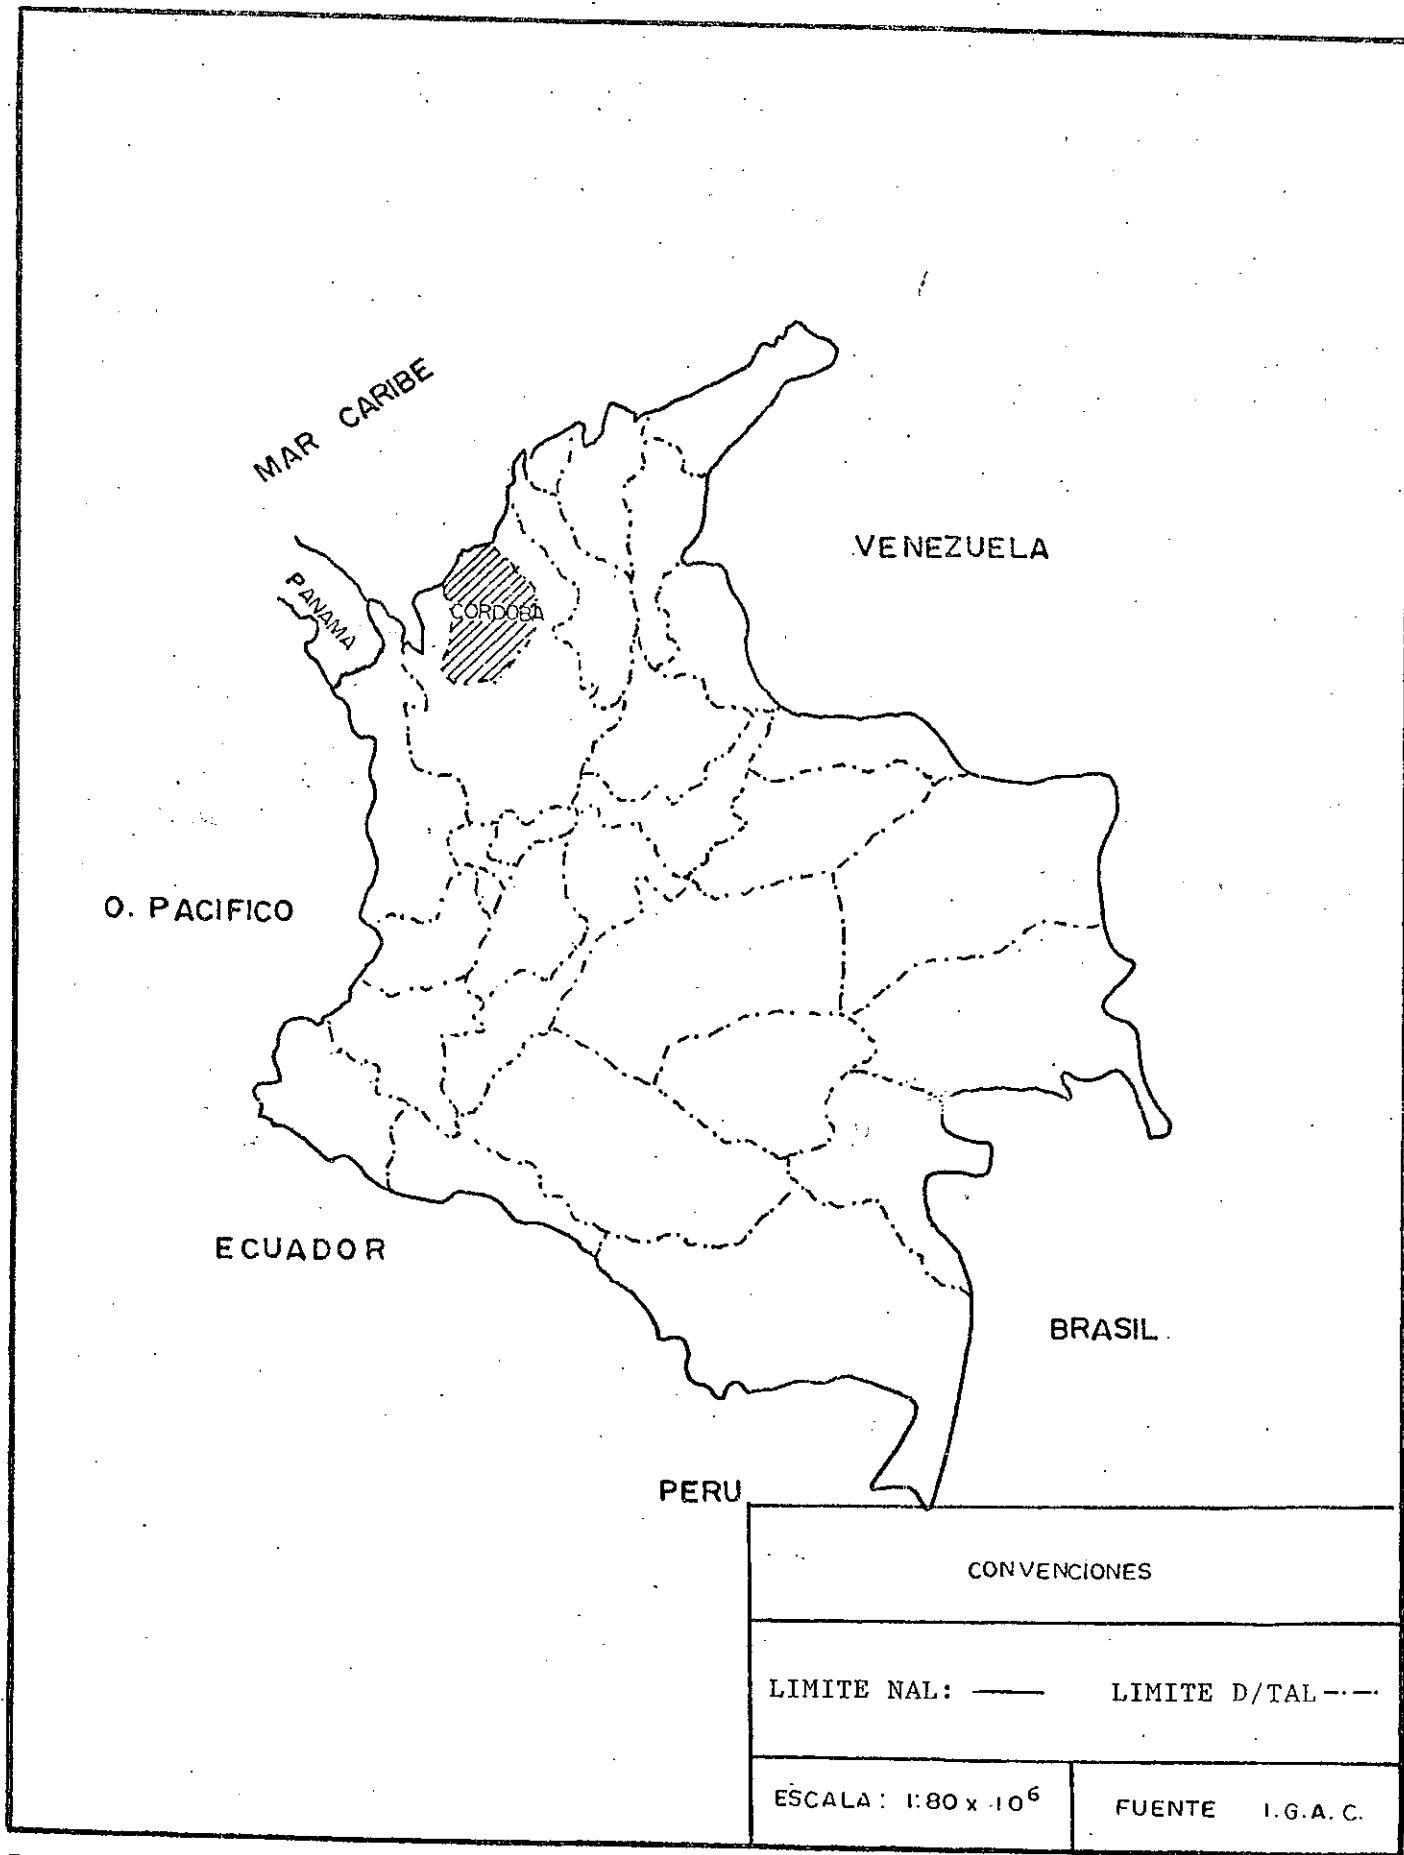 MAR CARIBE
VENEZUELA
PANAMA
CORDOBA
O. PACIFICO
ECUADOR
BRASIL
PERU
CONVENCIONES
LIMITE NAL: —— LIMITE D/TAL -··-·
ESCALA: 1:80 x 10⁶ FUENTE I.G.A.C.